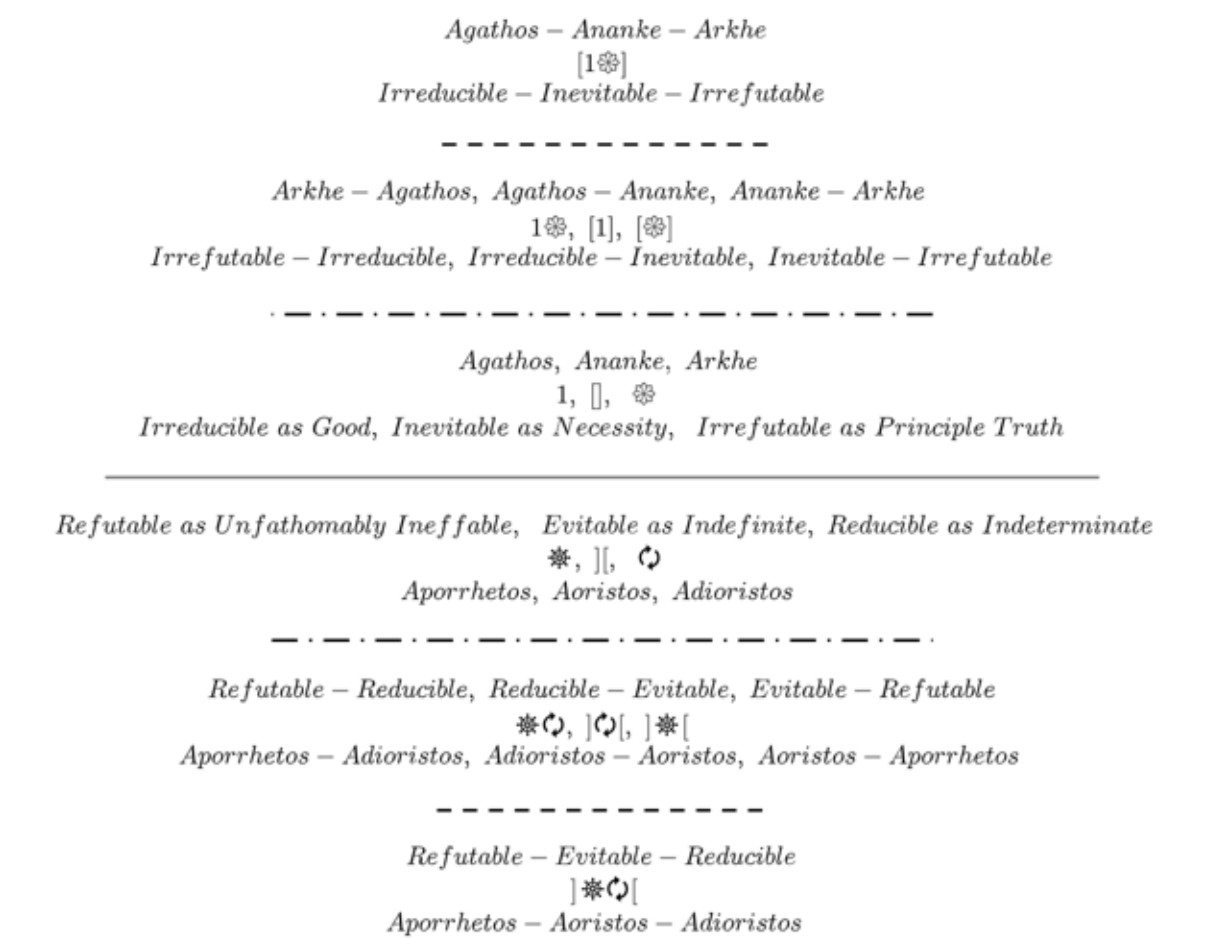 Agathos – Ananke – Arkhe
[1❁]
Irreducible – Inevitable – Irrefutable
Arkhe – Agathos, Agathos – Ananke, Ananke – Arkhe
1❁, [1], [❁]
Irrefutable – Irreducible, Irreducible – Inevitable, Inevitable – Irrefutable
Agathos, Ananke, Arkhe
1, [], ❁
Irreducible as Good, Inevitable as Necessity, Irrefutable as Principle Truth
Refutable as Unfathomably Ineffable, Evitable as Indefinite, Reducible as Indeterminate
⎈, ][, 🗘
Aporrhetos, Aoristos, Adioristos
Refutable – Reducible, Reducible – Evitable, Evitable – Refutable
⎈🗘, ]🗘[, ]⎈[
Aporrhetos – Adioristos, Adioristos – Aoristos, Aoristos – Aporrhetos
Refutable – Evitable – Reducible
]⎈🗘[
Aporrhetos – Aoristos – Adioristos